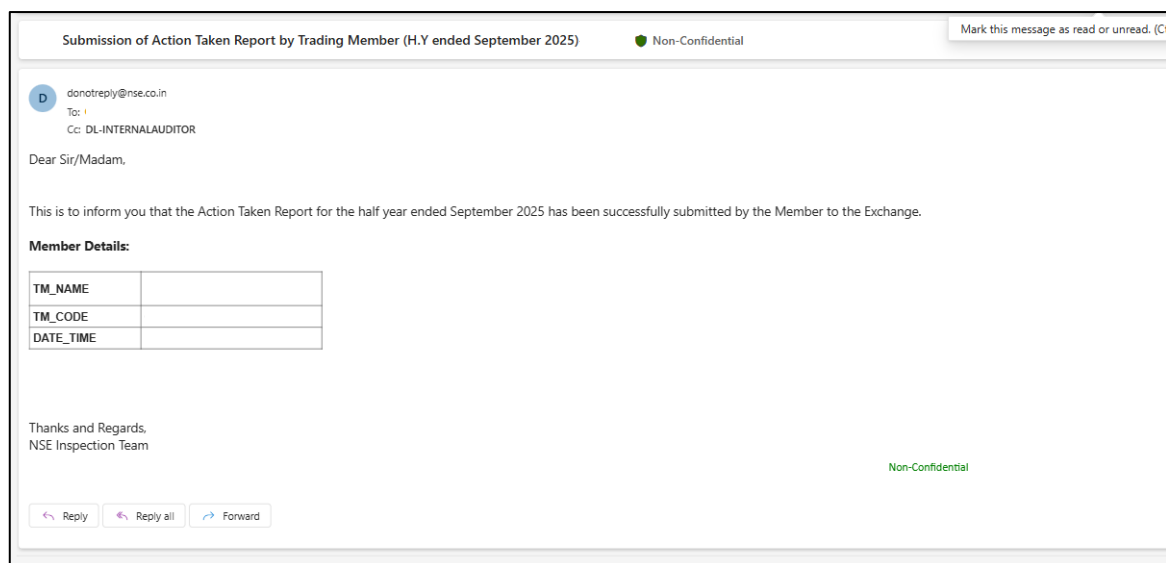 Submission of Action Taken Report by Trading Member (H.Y ended September 2025)
Non-Confidential
Mark this message as read or unread.
D
donotreply@nse.co.in
To:
Cc: DL-INTERNALAUDITOR
Dear Sir/Madam,
This is to inform you that the Action Taken Report for the half year ended September 2025 has been successfully submitted by the Member to the Exchange.
Member Details:
TM_NAME
TM_CODE
DATE_TIME
Thanks and Regards,
NSE Inspection Team
Non-Confidential
Reply
Reply all
Forward